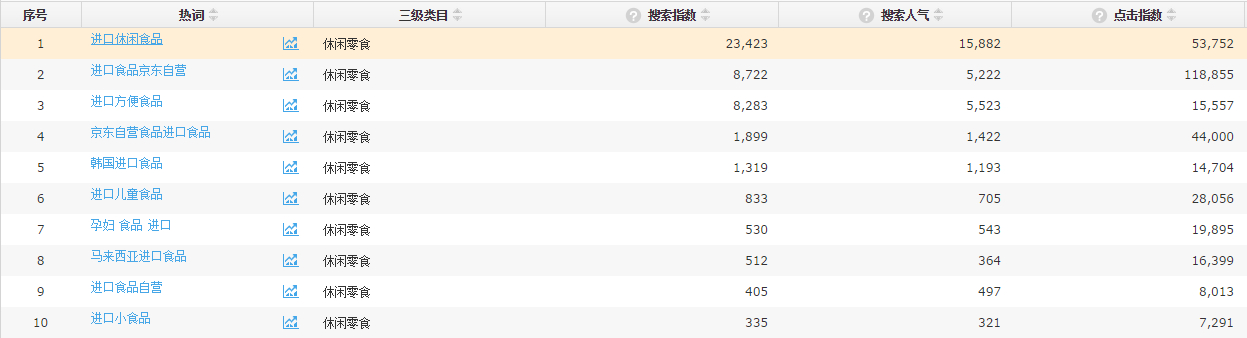 序号 热词 三级类目 ? 搜索指数 ? 搜索人气 ? 点击指数
1 进口休闲食品 休闲零食 23,423 15,882 53,752
2 进口食品京东自营 休闲零食 8,722 5,222 118,855
3 进口方便食品 休闲零食 8,283 5,523 15,557
4 京东自营食品进口食品 休闲零食 1,899 1,422 44,000
5 韩国进口食品 休闲零食 1,319 1,193 14,704
6 进口儿童食品 休闲零食 833 705 28,056
7 孕妇 食品 进口 休闲零食 530 543 19,895
8 马来西亚进口食品 休闲零食 512 364 16,399
9 进口食品自营 休闲零食 405 497 8,013
10 进口小食品 休闲零食 335 321 7,291